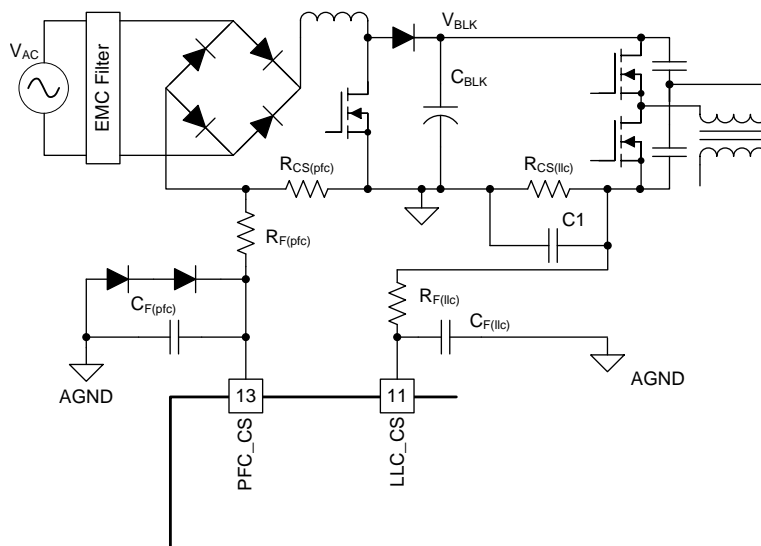 V_BLK
V_AC
EMC Filter
C_BLK
R_CS(pfc)
R_CS(llc)
C1
R_F(pfc)
R_F(llc)
C_F(pfc)
C_F(llc)
AGND
AGND
13
11
PFC_CS
LLC_CS